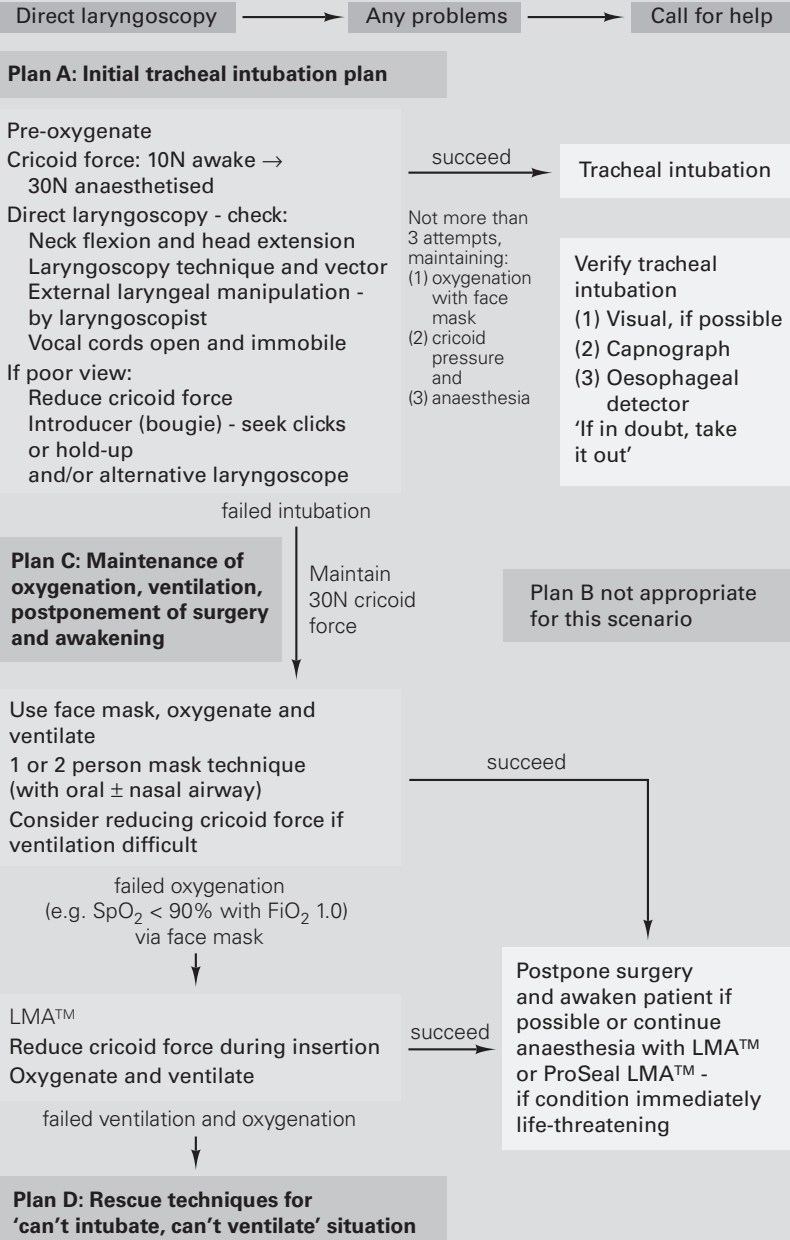 Direct laryngoscopy
Any problems
Call for help
Plan A: Initial tracheal intubation plan
Pre-oxygenate
Cricoid force: 10N awake →
30N anaesthetised
Direct laryngoscopy - check:
Neck flexion and head extension
Laryngoscopy technique and vector
External laryngeal manipulation -
by laryngoscopist
Vocal cords open and immobile
If poor view:
Reduce cricoid force
Introducer (bougie) - seek clicks
or hold-up
and/or alternative laryngoscope
succeed
Not more than
3 attempts,
maintaining:
(1) oxygenation
with face
mask
(2) cricoid
pressure
and
(3) anaesthesia
Tracheal intubation
Verify tracheal
intubation
(1) Visual, if possible
(2) Capnograph
(3) Oesophageal
detector
'If in doubt, take
it out'
failed intubation
Plan C: Maintenance of
oxygenation, ventilation,
postponement of surgery
and awakening
Maintain
30N cricoid
force
Plan B not appropriate
for this scenario
Use face mask, oxygenate and
ventilate
1 or 2 person mask technique
(with oral ± nasal airway)
Consider reducing cricoid force if
ventilation difficult
succeed
failed oxygenation
(e.g. SpO₂ < 90% with FiO₂ 1.0)
via face mask
LMA™
Reduce cricoid force during insertion
Oxygenate and ventilate
succeed
Postpone surgery
and awaken patient if
possible or continue
anaesthesia with LMA™
or ProSeal LMA™ -
if condition immediately
life-threatening
failed ventilation and oxygenation
Plan D: Rescue techniques for
'can't intubate, can't ventilate' situation